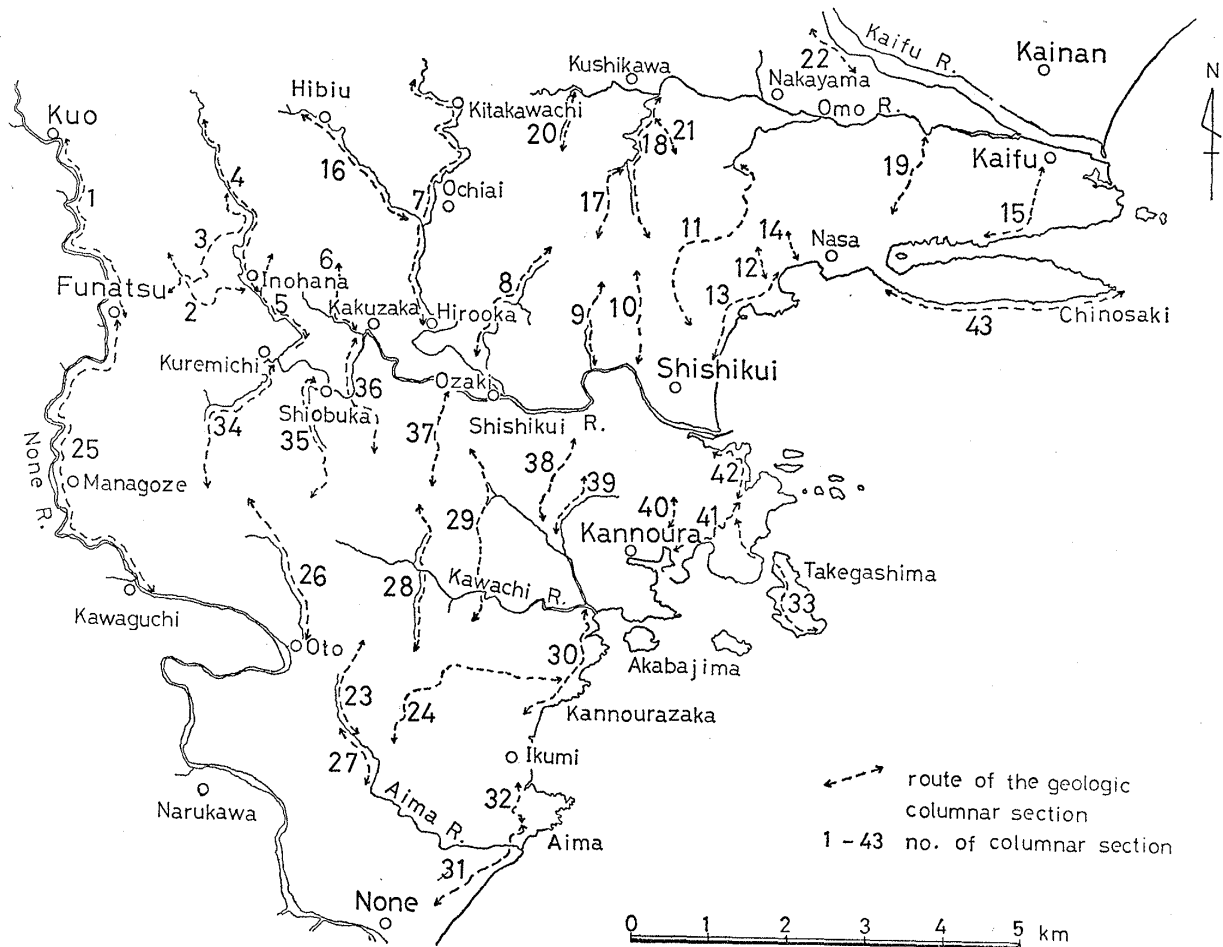 Kaifu R.
Kainan
22
N
Kushikawa
Nakayama
Hibiu
Kitakawachi
Omo R.
Kuo
20
18
21
4
16
19
Kaifu
1
7
Ochiai
17
15
3
11
14
Nasa
6
12
Funatsu
Inohana
8
2
5
Kakuzaka
Hirooka
9
10
13
43
Chinosaki
Kuremichi
Shishikui
36
Ozaki
Shiobuka
Shishikui R.
34
35
37
25
38
42
None R.
Managoze
39
29
40
41
Kannoura
26
28
Kawachi R.
Takegashima
33
Kawaguchi
Oto
30
Akabajima
23
24
Kannourazaka
27
Ikumi
Narukawa
Aima R.
32
Aima
31
None
route of the geologic
columnar section
1 - 43 no. of columnar section
0 1 2 3 4 5 km